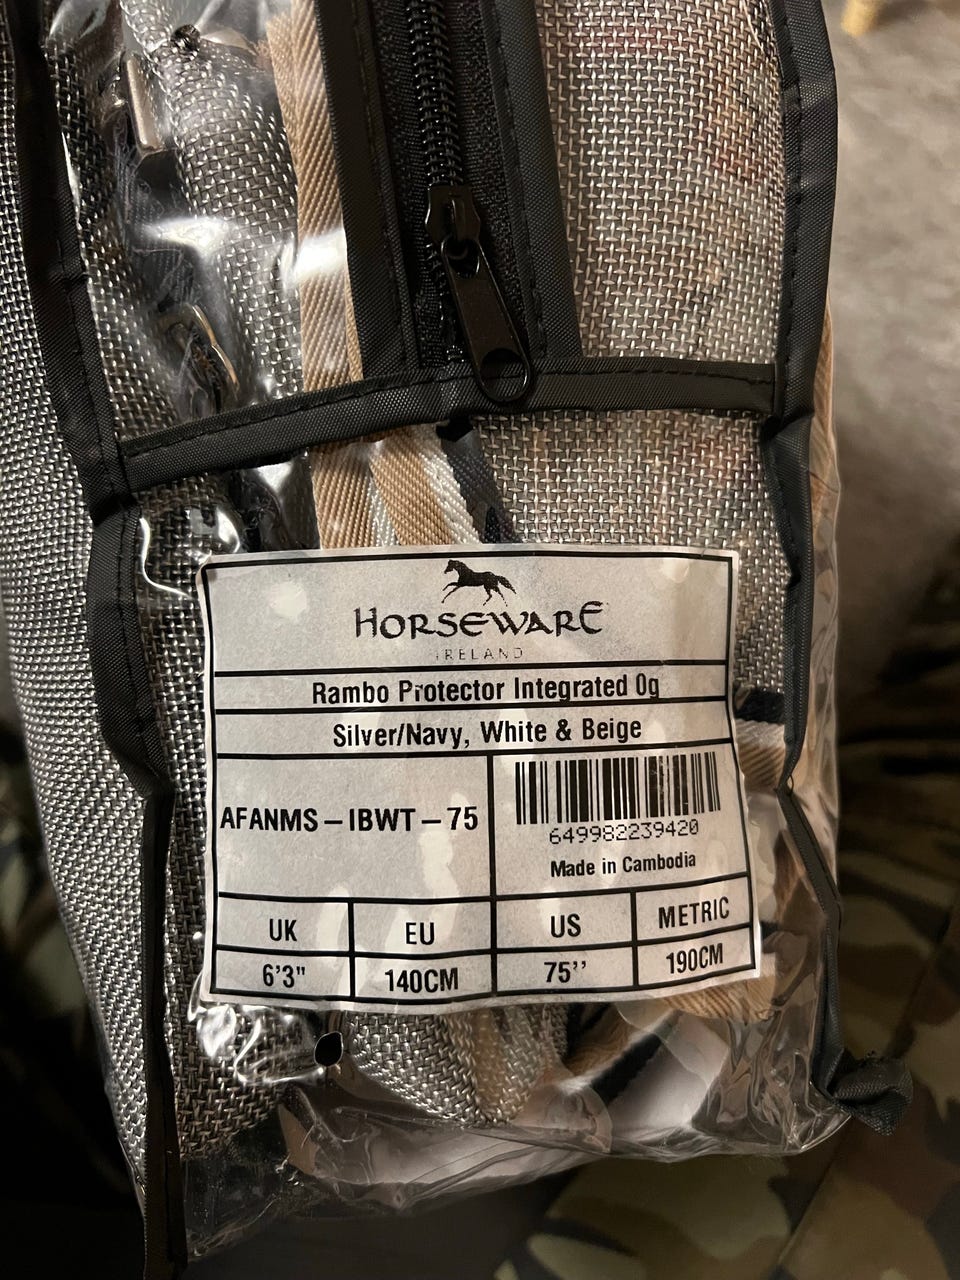 HORSEWARE
IRELAND
Rambo Protector Integrated 0g
Silver/Navy, White & Beige
AFANMS-IBWT-75
649982239420
Made in Cambodia
UK EU US METRIC
6'3" 140CM 75'' 190CM